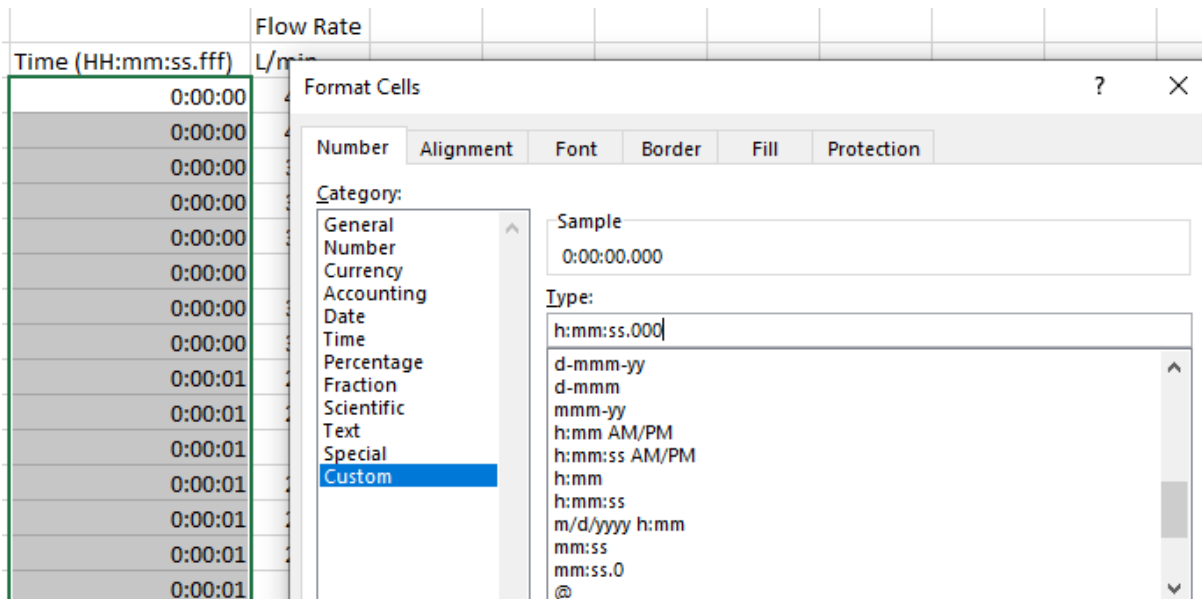 Flow Rate
Time (HH:mm:ss.fff) L/min
0:00:00
0:00:00
0:00:00
0:00:00
0:00:00
0:00:00
0:00:00
0:00:00
0:00:01
0:00:01
0:00:01
0:00:01
0:00:01
0:00:01
0:00:01
Format Cells ?
Number Alignment Font Border Fill Protection
Category:
General
Number
Currency
Accounting
Date
Time
Percentage
Fraction
Scientific
Text
Special
Custom
Sample
0:00:00.000
Type:
h:mm:ss.000
d-mmm-yy
d-mmm
mmm-yy
h:mm AM/PM
h:mm:ss AM/PM
h:mm
h:mm:ss
m/d/yyyy h:mm
mm:ss
mm:ss.0
@